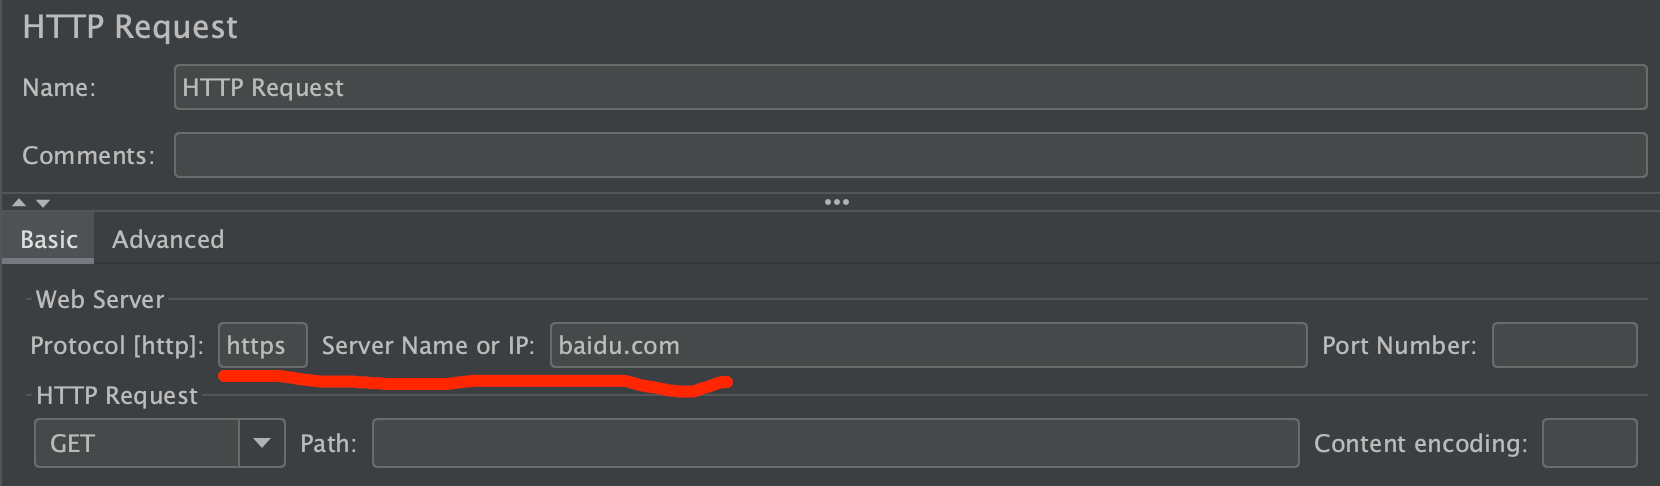 HTTP Request
Name: HTTP Request
Comments:
Basic Advanced
Web Server
Protocol [http]: https Server Name or IP: baidu.com Port Number:
HTTP Request
GET Path: Content encoding: